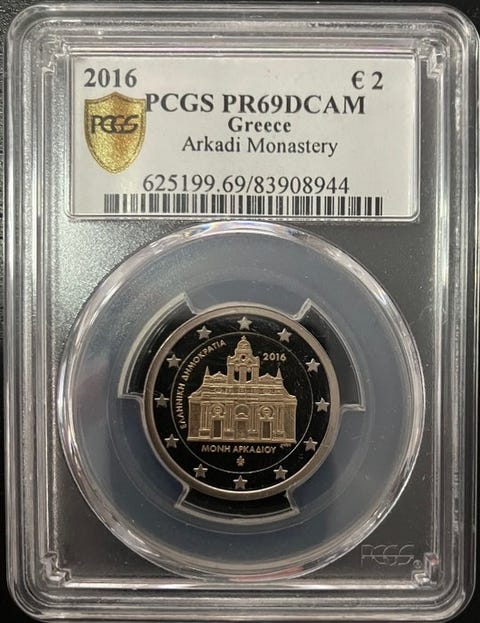 2016 € 2
PCGS PCGS PR69DCAM
Greece
Arkadi Monastery
625199.69/83908944
ΕΛΛΗΝΙΚΗ ΔΗΜΟΚΡΑΤΙΑ
2016
ΜΟΝΗ ΑΡΚΑΔΙΟΥ
PCGS